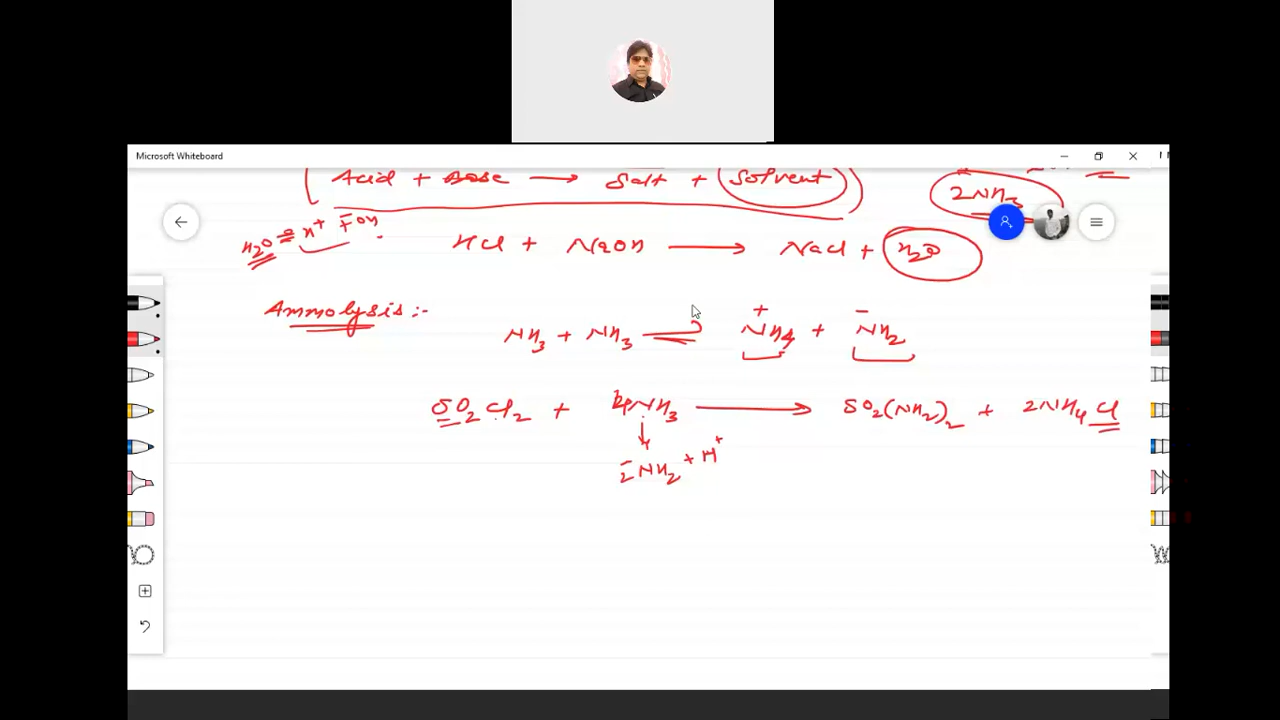 Microsoft Whiteboard
Acid + Base → Salt + Solvent
2NH3
H2O ⇌ H+ + -OH
HCl + NaOH → NaCl + H2O
Ammolysis :-
NH3 + NH3 ⇌ +NH4 + -NH2
SO2Cl2 + 4NH3 → SO2(NH2)2 + 2NH4Cl
-NH2 + H+